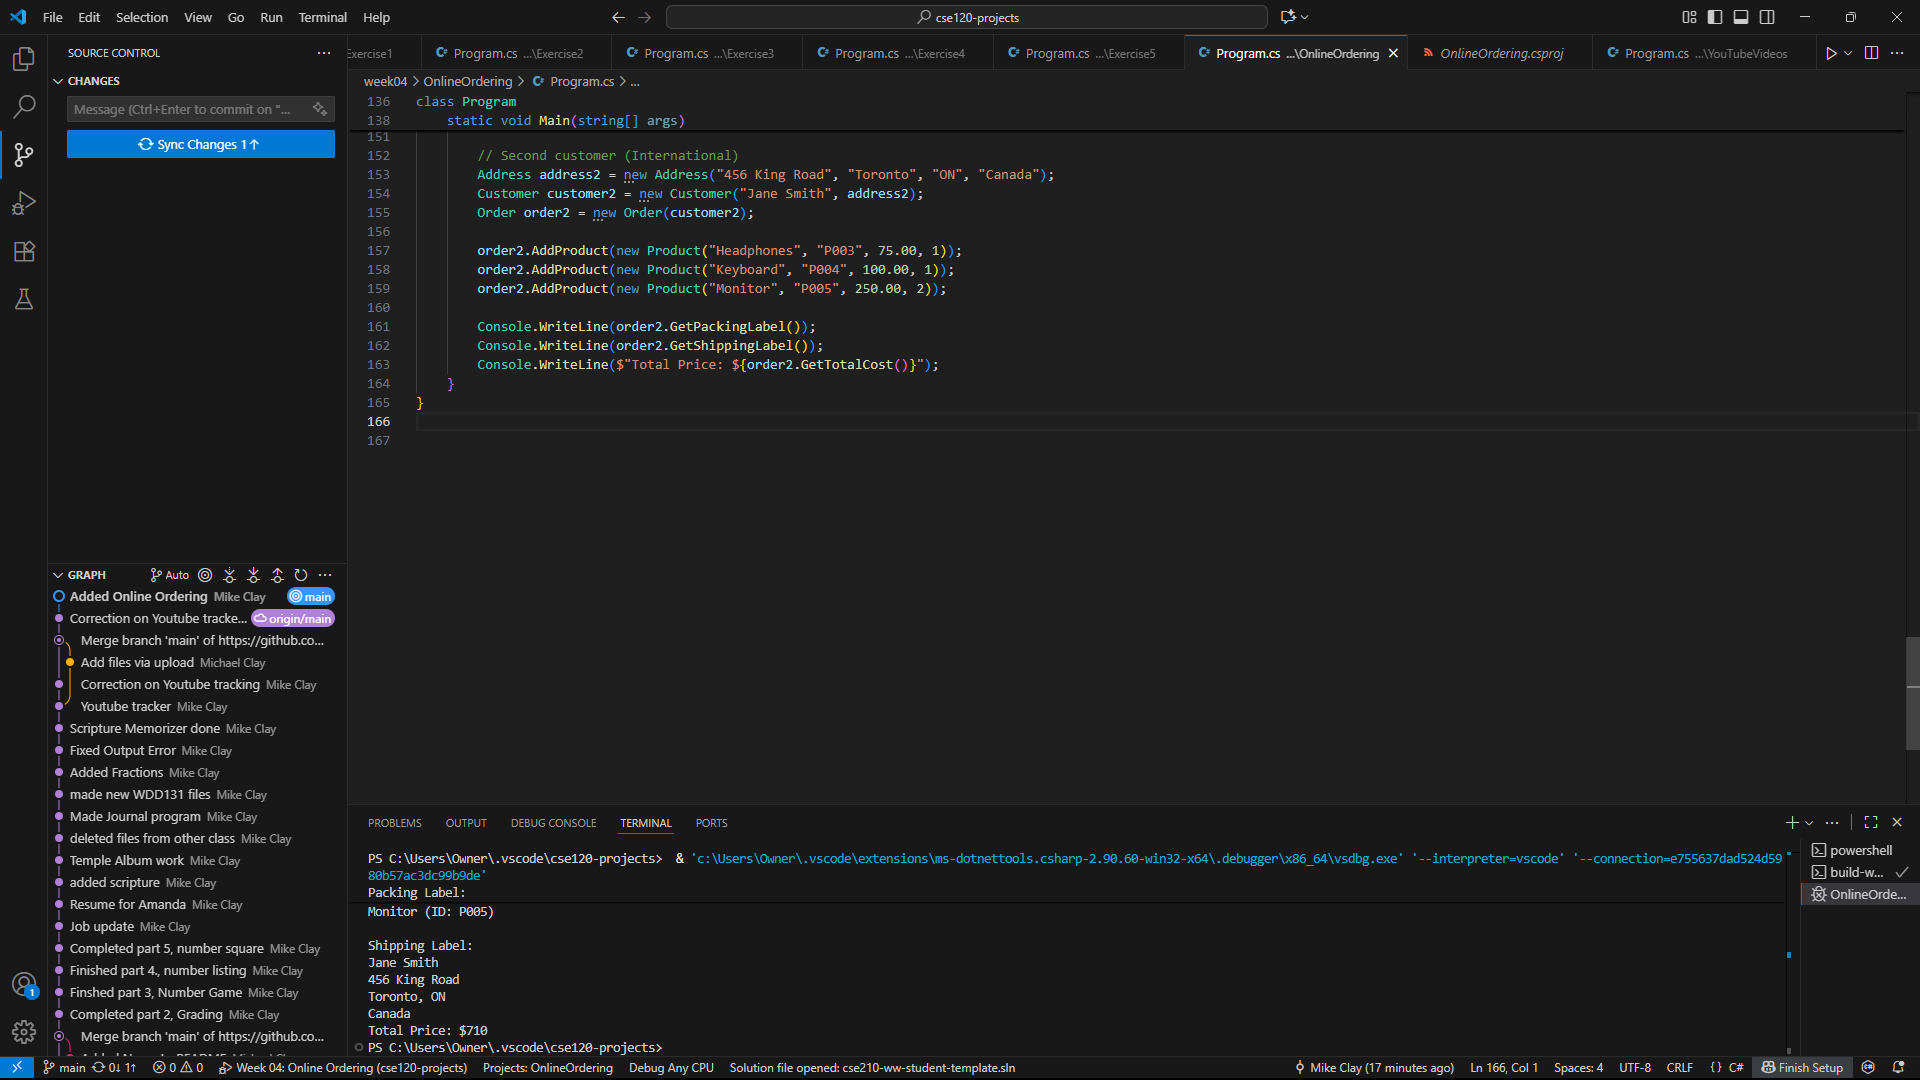 File Edit Selection View Go Run Terminal Help
cse120-projects
SOURCE CONTROL
CHANGES
Message (Ctrl+Enter to commit on "...
Sync Changes 1↑
Exercise1
Program.cs ...\Exercise2
Program.cs ...\Exercise3
Program.cs ...\Exercise4
Program.cs ...\Exercise5
Program.cs ...\OnlineOrdering
OnlineOrdering.csproj
Program.cs ...\YouTubeVideos
week04 > OnlineOrdering > Program.cs > ...
136 class Program
138 static void Main(string[] args)
151
152 // Second customer (International)
153 Address address2 = new Address("456 King Road", "Toronto", "ON", "Canada");
154 Customer customer2 = new Customer("Jane Smith", address2);
155 Order order2 = new Order(customer2);
156
157 order2.AddProduct(new Product("Headphones", "P003", 75.00, 1));
158 order2.AddProduct(new Product("Keyboard", "P004", 100.00, 1));
159 order2.AddProduct(new Product("Monitor", "P005", 250.00, 2));
160
161 Console.WriteLine(order2.GetPackingLabel());
162 Console.WriteLine(order2.GetShippingLabel());
163 Console.WriteLine($"Total Price: ${order2.GetTotalCost()}");
164 }
165 }
166
167
GRAPH Auto
Added Online Ordering Mike Clay main
Correction on Youtube tracke... origin/main
Merge branch 'main' of https://github.co...
Add files via upload Michael Clay
Correction on Youtube tracking Mike Clay
Youtube tracker Mike Clay
Scripture Memorizer done Mike Clay
Fixed Output Error Mike Clay
Added Fractions Mike Clay
made new WDD131 files Mike Clay
Made Journal program Mike Clay
deleted files from other class Mike Clay
Temple Album work Mike Clay
added scripture Mike Clay
Resume for Amanda Mike Clay
Job update Mike Clay
Completed part 5, number square Mike Clay
Finished part 4., number listing Mike Clay
Finshed part 3, Number Game Mike Clay
Completed part 2, Grading Mike Clay
Merge branch 'main' of https://github.co...
PROBLEMS OUTPUT DEBUG CONSOLE TERMINAL PORTS
PS C:\Users\Owner\.vscode\cse120-projects> & 'c:\Users\Owner\.vscode\extensions\ms-dotnettools.csharp-2.90.60-win32-x64\.debugger\x86_64\vsdbg.exe' '--interpreter=vscode' '--connection=e755637dad524d59
80b57ac3dc99b9de'
Packing Label:
Monitor (ID: P005)
Shipping Label:
Jane Smith
456 King Road
Toronto, ON
Canada
Total Price: $710
PS C:\Users\Owner\.vscode\cse120-projects>
powershell
build-w...
OnlineOrde...
1
main 0↓ 1↑ 0 0 Week 04: Online Ordering (cse120-projects) Projects: OnlineOrdering Debug Any CPU Solution file opened: cse210-ww-student-template.sln Mike Clay (17 minutes ago) Ln 166, Col 1 Spaces: 4 UTF-8 CRLF { } C# Finish Setup